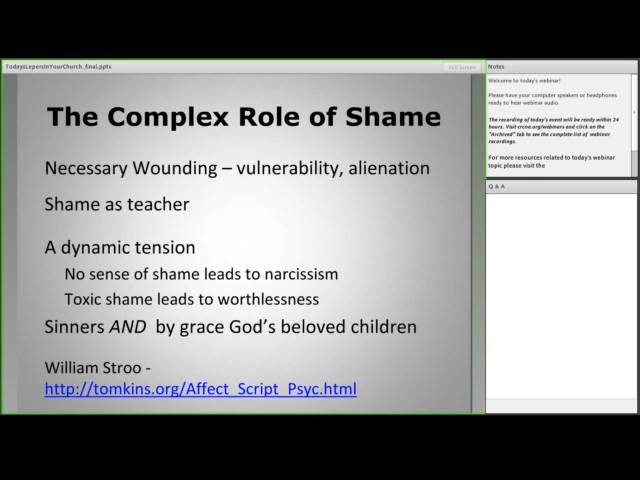 TodaysLepersInYourChurch_final.pptx
Full Screen
The Complex Role of Shame
Necessary Wounding – vulnerability, alienation
Shame as teacher
A dynamic tension
No sense of shame leads to narcissism
Toxic shame leads to worthlessness
Sinners AND by grace God's beloved children
William Stroo -
http://tomkins.org/Affect_Script_Psyc.html
Notes
Welcome to today's webinar!
Please have your computer speakers or headphones
ready to hear webinar audio.
The recording of today's event will be ready within 24
hours. Visit crcna.org/webinars and click on the
"Archived" tab to see the complete list of webinar
recordings.
For more resources related to today's webinar
topic please visit the
Q & A